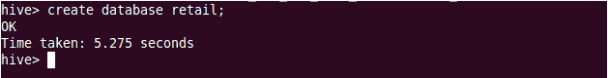 hive> create database retail;
OK
Time taken: 5.275 seconds
hive>